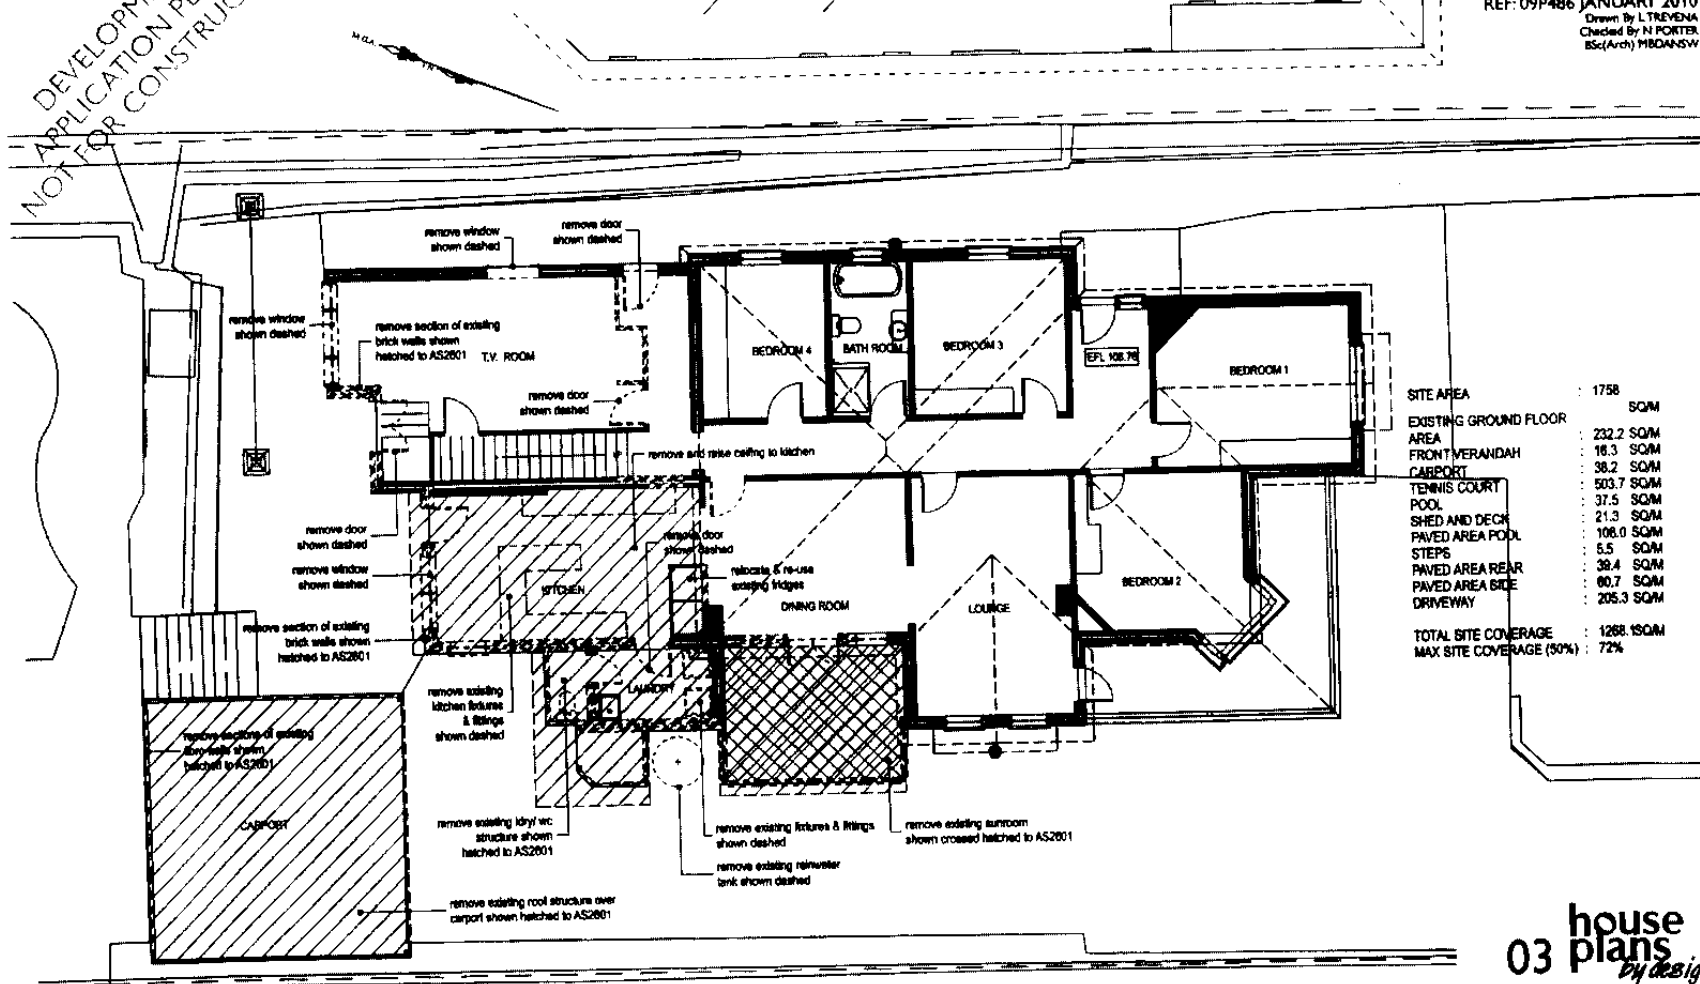 DEVELOPM
APPLICATION PL
NOT FOR CONSTRUC
REF: 09P486 JANUARY 2010
Drawn By L TREVENA
Checked By N PORTER
BSc(Arch) MBDANSW
remove window
shown dashed
remove door
shown dashed
remove window
shown dashed
remove section of existing
brick walls shown
hatched to AS2601
T.V. ROOM
remove door
shown dashed
BEDROOM 4
BATH ROOM
BEDROOM 3
EFL 108.76
BEDROOM 1
remove and raise ceiling to kitchen
remove door
shown dashed
remove window
shown dashed
remove section of existing
brick walls shown
hatched to AS2601
KITCHEN
remove door
shown dashed
relocate & re-use
existing fridges
DINING ROOM
LOUNGE
BEDROOM 2
LAUNDRY
remove existing
kitchen fixtures
& fittings
shown dashed
remove sections of existing
fibro walls shown
hatched to AS2601
CARPORT
remove existing ldry/ wc
structure shown
hatched to AS2601
remove existing fixtures & fittings
shown dashed
remove existing rainwater
tank shown dashed
remove existing sunroom
shown crossed hatched to AS2601
remove existing roof structure over
carport shown hatched to AS2601
SITE AREA : 1758 SQ/M
EXISTING GROUND FLOOR
AREA : 232.2 SQ/M
FRONT VERANDAH : 16.3 SQ/M
CARPORT : 38.2 SQ/M
TENNIS COURT : 503.7 SQ/M
POOL : 37.5 SQ/M
SHED AND DECK : 21.3 SQ/M
PAVED AREA POOL : 106.0 SQ/M
STEPS : 5.5 SQ/M
PAVED AREA REAR : 39.4 SQ/M
PAVED AREA SIDE : 60.7 SQ/M
DRIVEWAY : 205.3 SQ/M
TOTAL SITE COVERAGE : 1268.1SQ/M
MAX SITE COVERAGE (50%) : 72%
03
house
plans
by desig